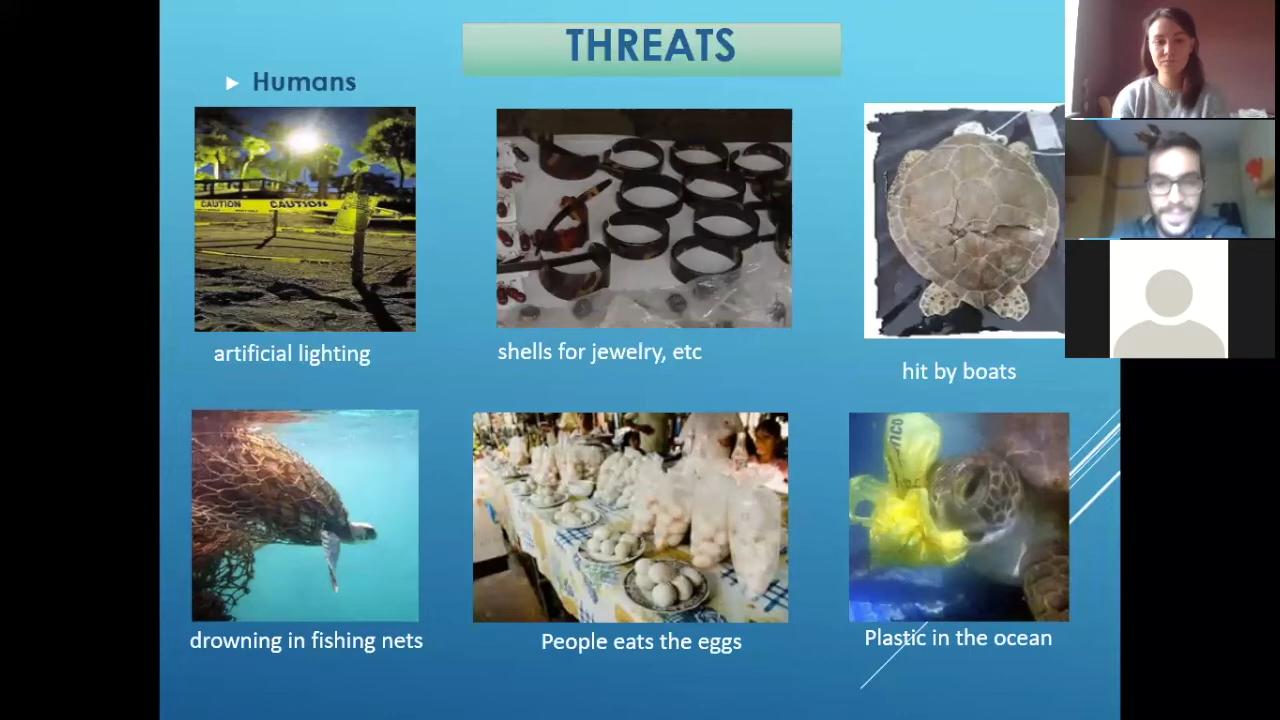 THREATS
Humans
CAUTION
CAUTION
artificial lighting
shells for jewelry, etc
hit by boats
drowning in fishing nets
People eats the eggs
Plastic in the ocean